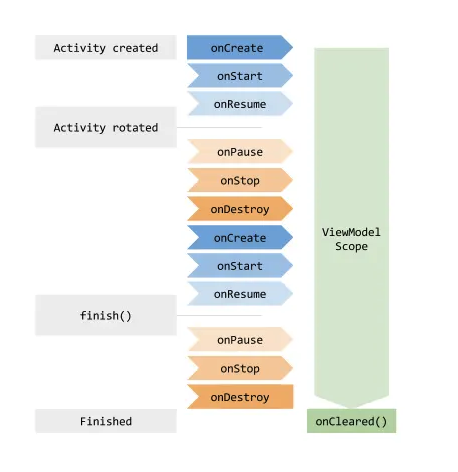 Activity created
onCreate
onStart
onResume
Activity rotated
onPause
onStop
onDestroy
onCreate
onStart
onResume
finish()
onPause
onStop
onDestroy
Finished
ViewModel
Scope
onCleared()